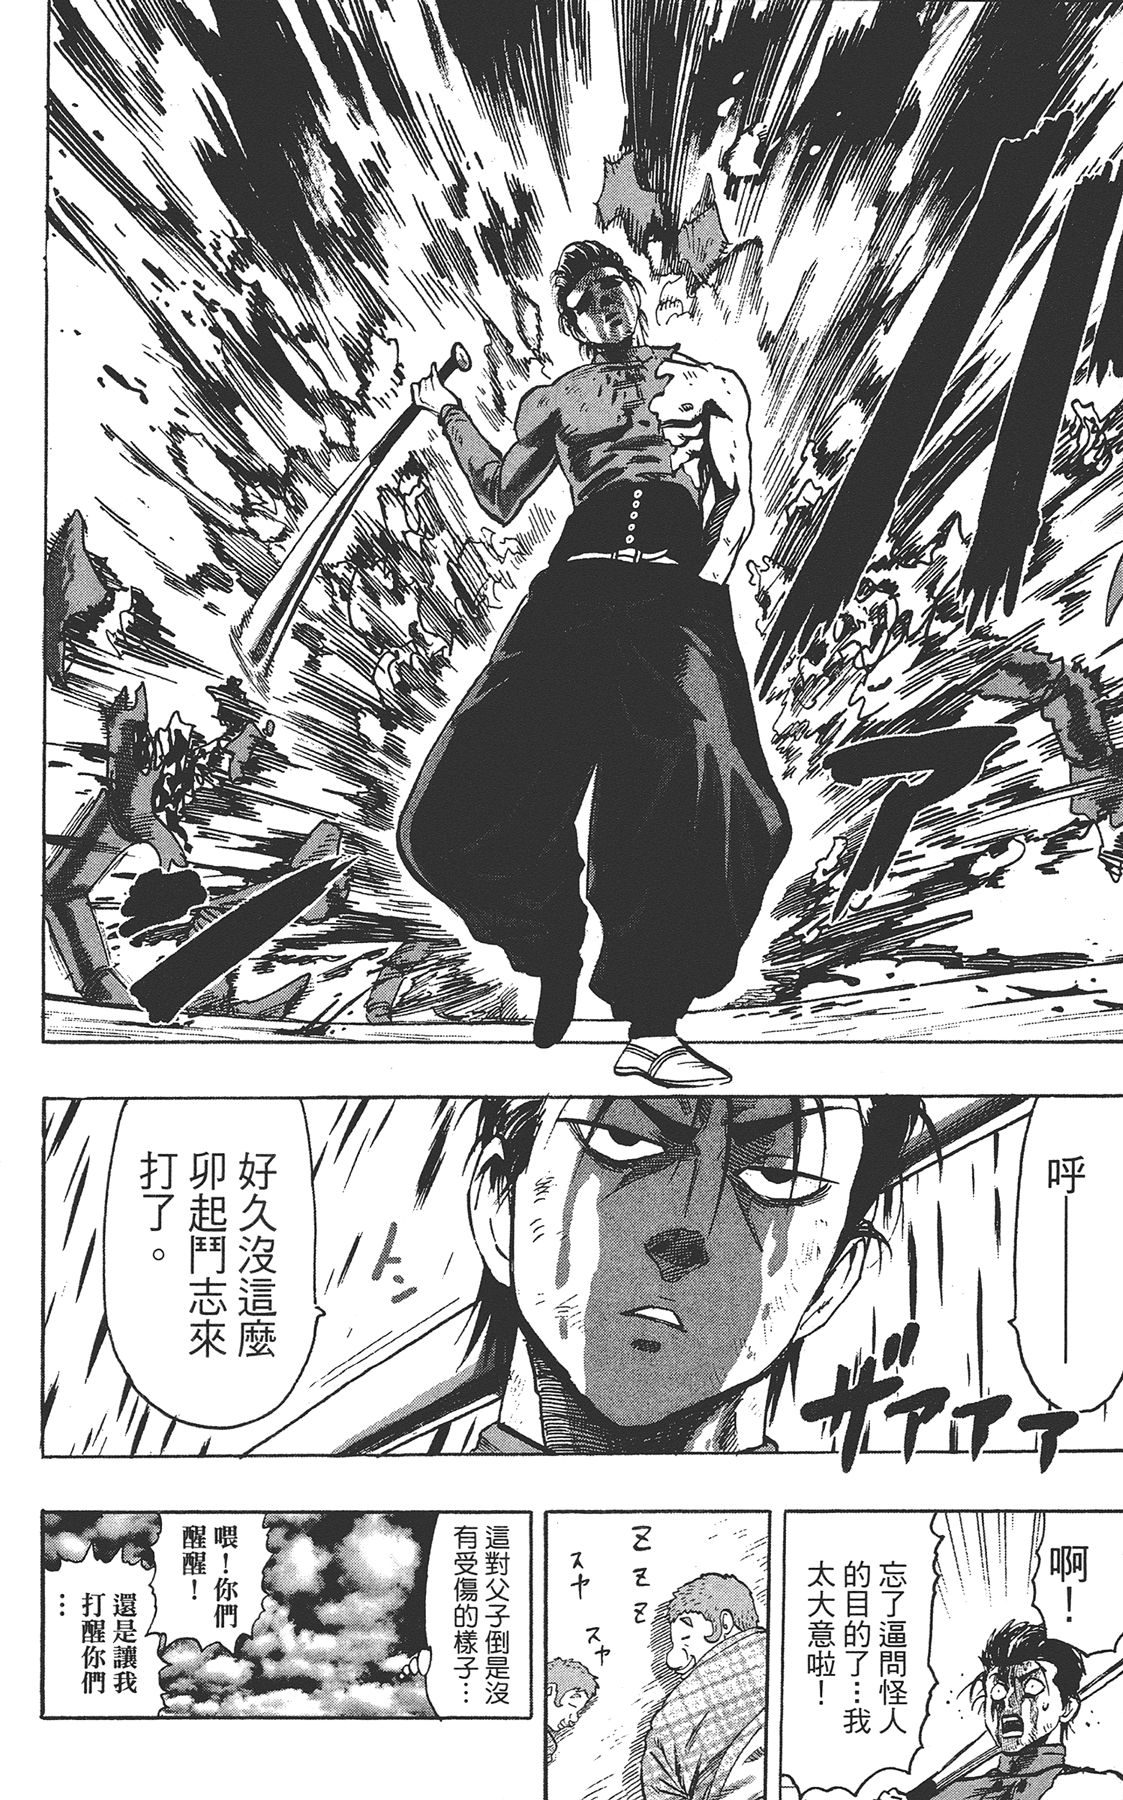 ア
呼——
好久沒這麼
卯起鬥志來
打了。
ト
ザァァァ
啊!
忘了逼問怪人
的目的了…我
太大意啦!
ZZZ
スヤ
スヤ
這對父子倒是沒
有受傷的樣子…
喂!你們
醒醒!
還是讓我
打醒你們
…